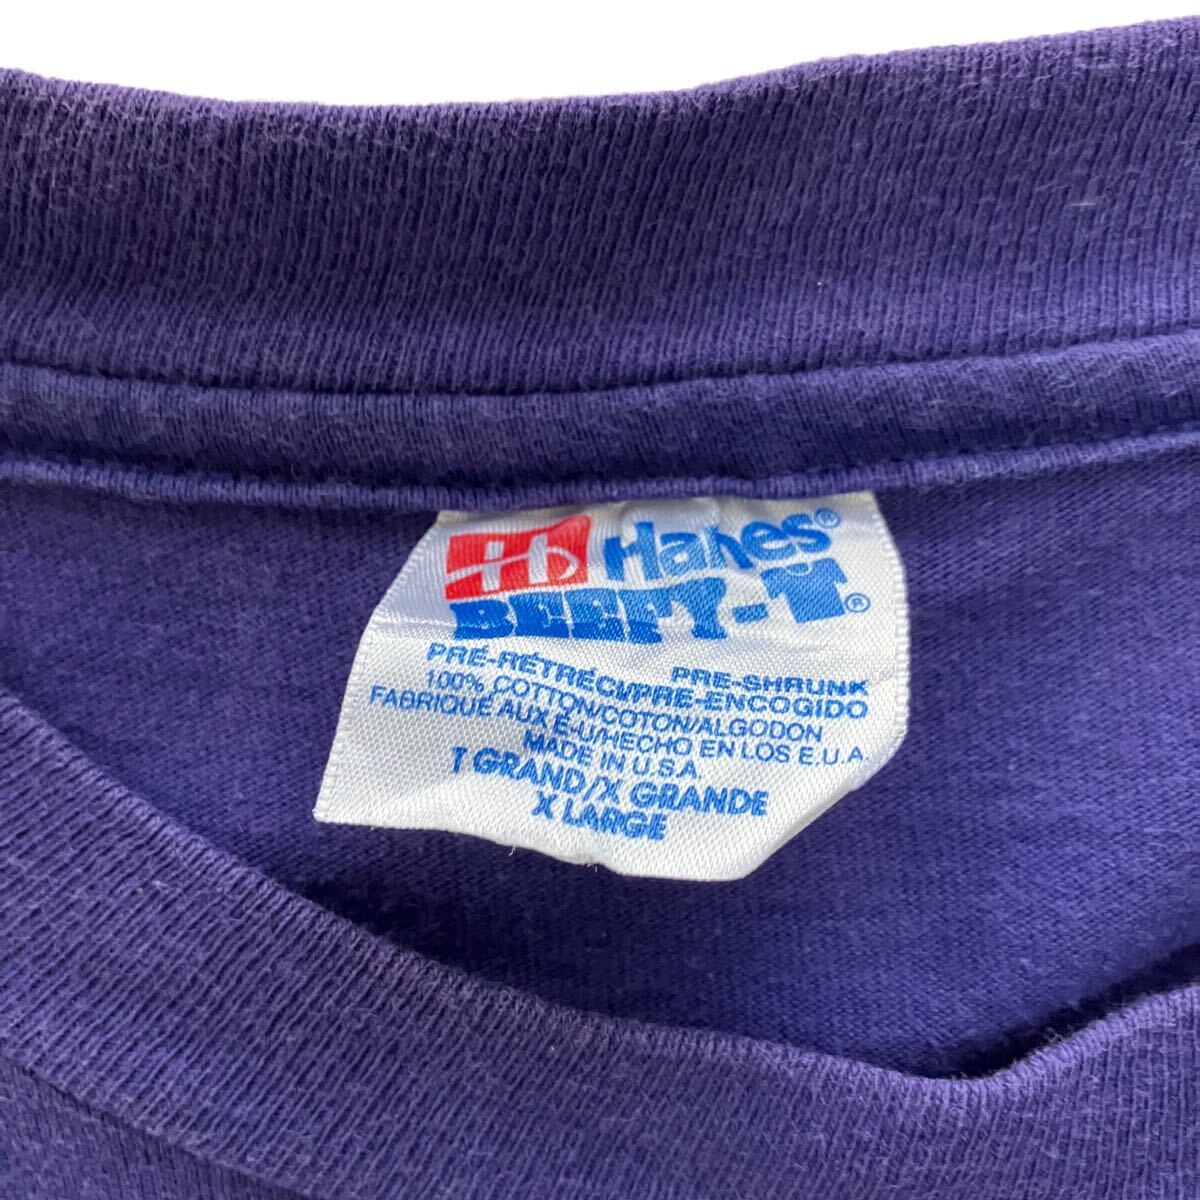 H Hanes®
BEEFY-T®
PRÉ-RÉTRÉCI/PRE-ENCOGIDO PRE-SHRUNK
100% COTTON/COTON/ALGODON
FABRIQUE AUX É-U/HECHO EN LOS E.U.A.
MADE IN U.S.A.
T GRAND/X GRANDE
X LARGE